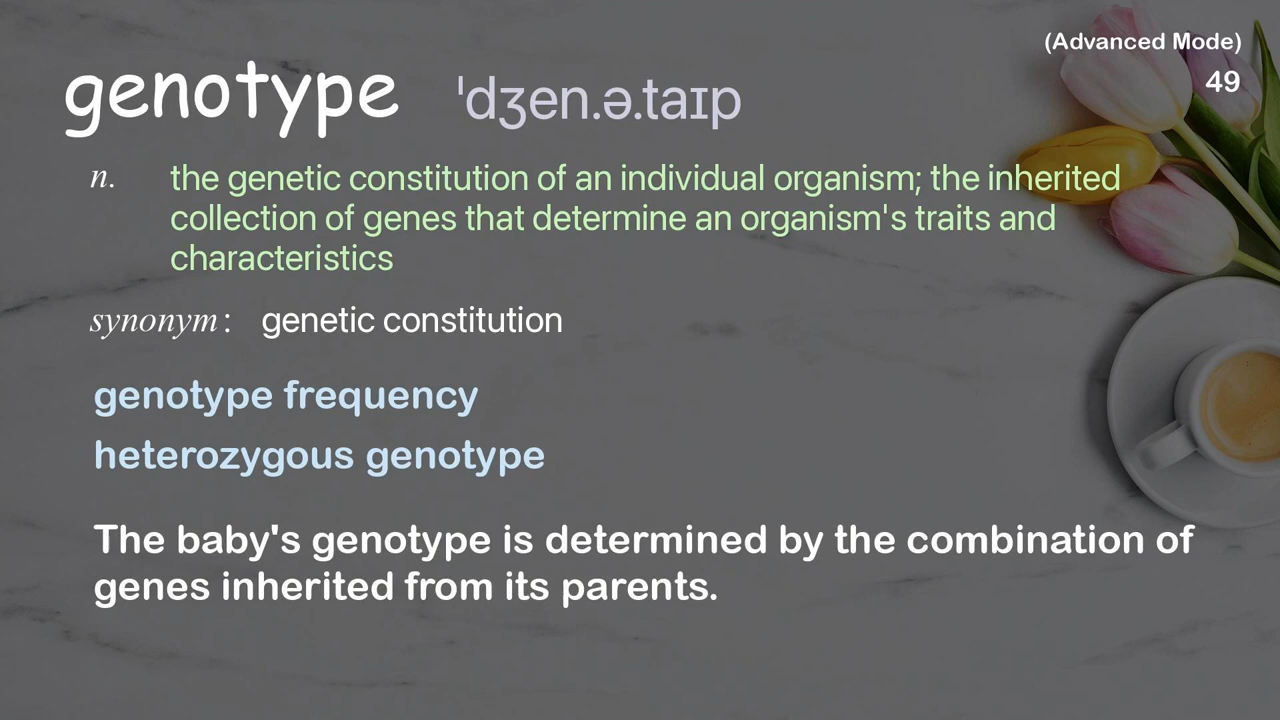 (Advanced Mode)
49
genotype ˈdʒen.ə.taɪp
n. the genetic constitution of an individual organism; the inherited
collection of genes that determine an organism's traits and
characteristics
synonym: genetic constitution
genotype frequency
heterozygous genotype
The baby's genotype is determined by the combination of
genes inherited from its parents.